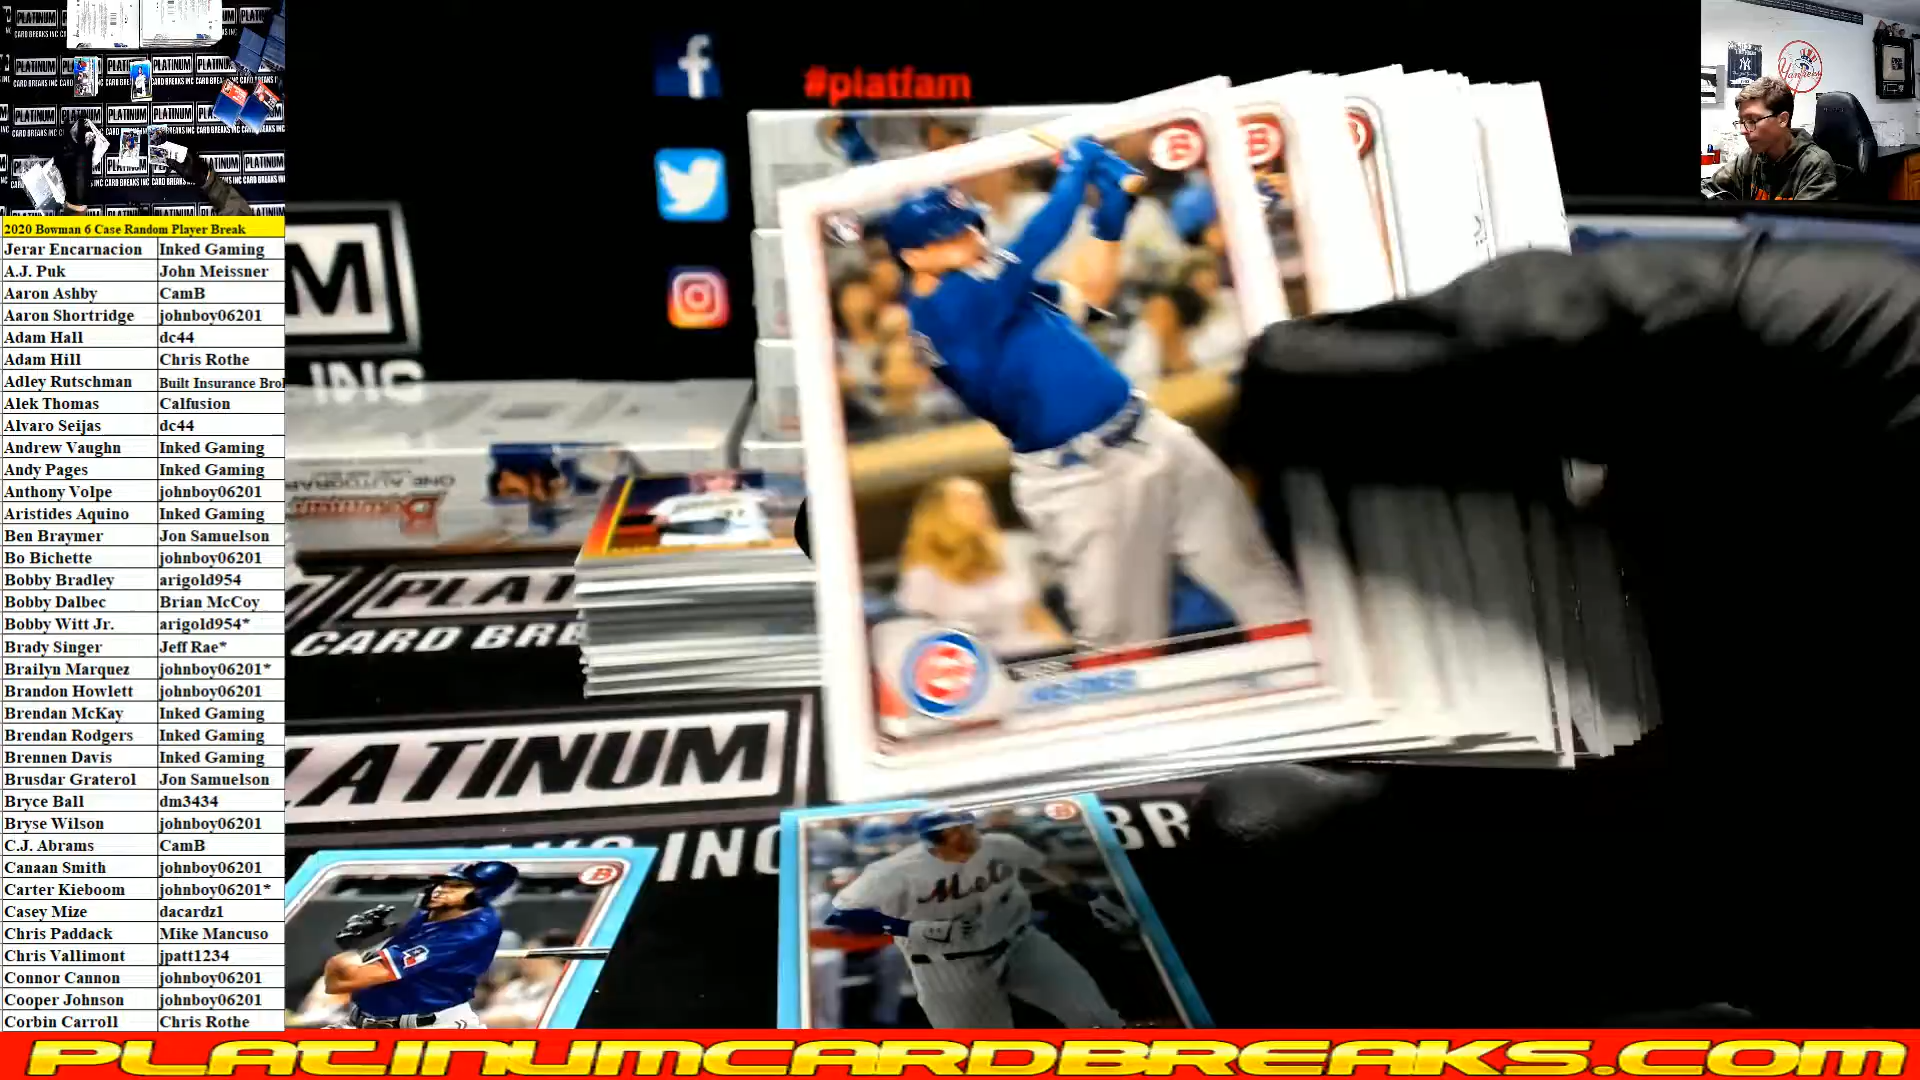 #platfam
2020 Bowman 6 Case Random Player Break
Jerar Encarnacion Inked Gaming
A.J. Puk John Meissner
Aaron Ashby CamB
Aaron Shortridge johnboy06201
Adam Hall dc44
Adam Hill Chris Rothe
Adley Rutschman Built Insurance Bro
Alek Thomas Calfusion
Alvaro Seijas dc44
Andrew Vaughn Inked Gaming
Andy Pages Inked Gaming
Anthony Volpe johnboy06201
Aristides Aquino Inked Gaming
Ben Braymer Jon Samuelson
Bo Bichette johnboy06201
Bobby Bradley arigold954
Bobby Dalbec Brian McCoy
Bobby Witt Jr. arigold954*
Brady Singer Jeff Rae*
Brailyn Marquez johnboy06201*
Brandon Howlett johnboy06201
Brendan McKay Inked Gaming
Brendan Rodgers Inked Gaming
Brennen Davis Inked Gaming
Brusdar Graterol Jon Samuelson
Bryce Ball dm3434
Bryse Wilson johnboy06201
C.J. Abrams CamB
Canaan Smith johnboy06201
Carter Kieboom johnboy06201*
Casey Mize dacardz1
Chris Paddack Mike Mancuso
Chris Vallimont jpatt1234
Connor Cannon johnboy06201
Cooper Johnson johnboy06201
Corbin Carroll Chris Rothe
M
INC
PLAT
CARD BRE
LATINUM
INC
BR
Mets
PLATINUMCARDBREAKS.COM